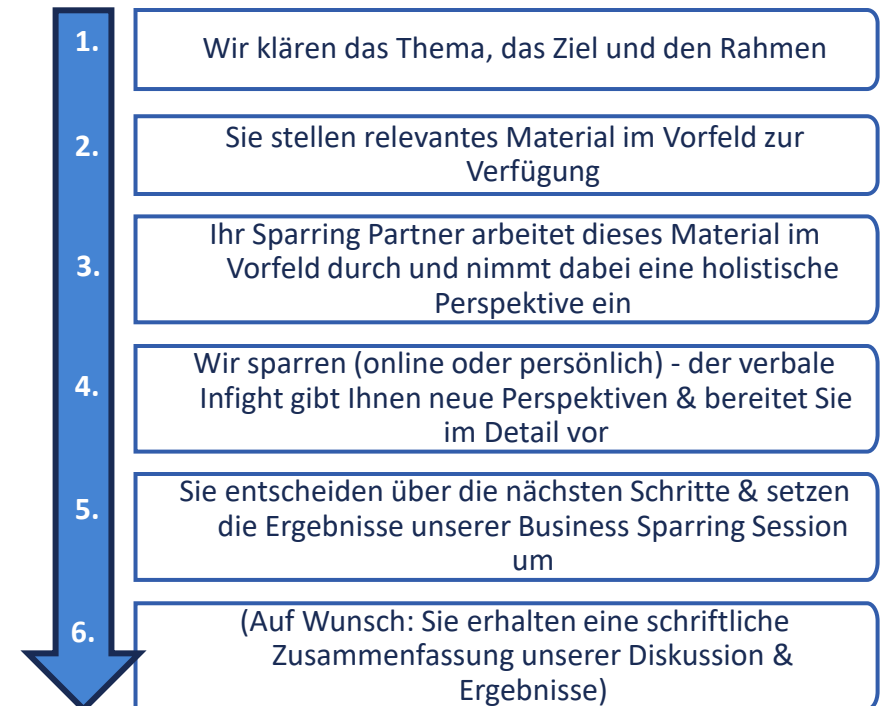 1.
Wir klären das Thema, das Ziel und den Rahmen
2.
Sie stellen relevantes Material im Vorfeld zur
Verfügung
3.
Ihr Sparring Partner arbeitet dieses Material im
Vorfeld durch und nimmt dabei eine holistische
Perspektive ein
4.
Wir sparren (online oder persönlich) - der verbale
Infight gibt Ihnen neue Perspektiven & bereitet Sie
im Detail vor
5.
Sie entscheiden über die nächsten Schritte & setzen
die Ergebnisse unserer Business Sparring Session
um
6.
(Auf Wunsch: Sie erhalten eine schriftliche
Zusammenfassung unserer Diskussion &
Ergebnisse)